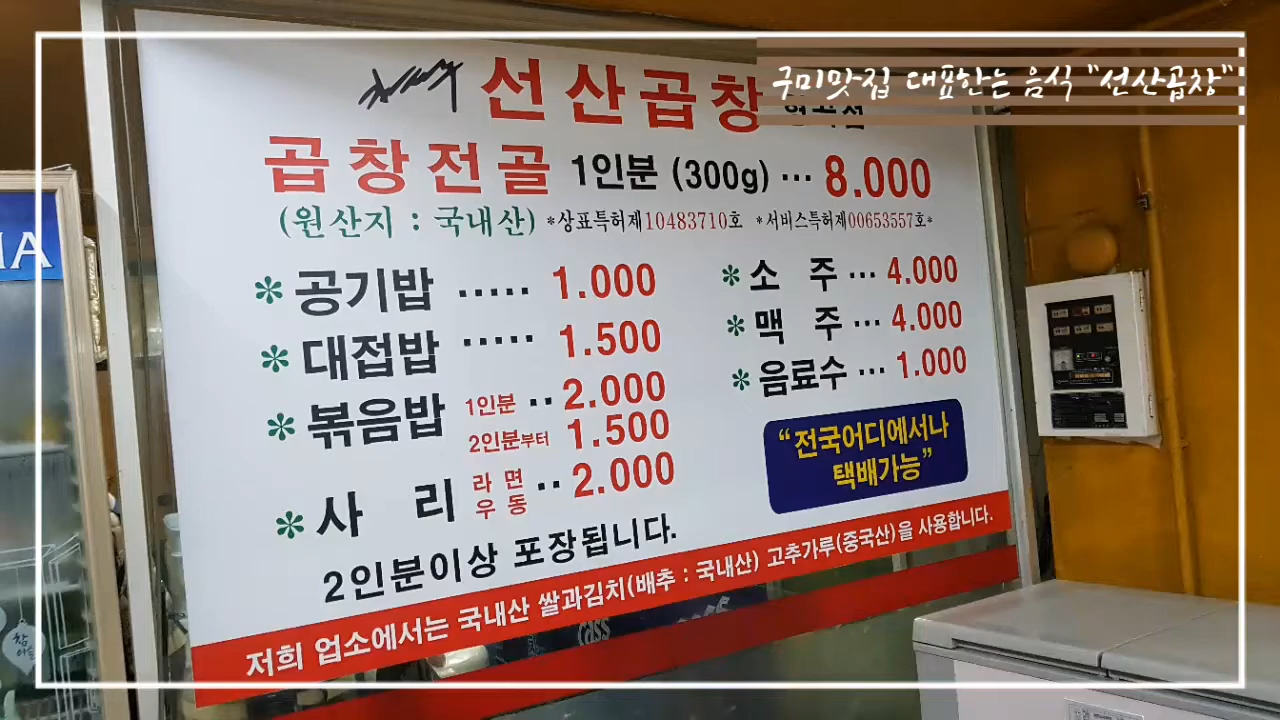 구미맛집 대표한는 음식 "선산곱창"
선산곱창
곱창전골 1인분 (300g) ··· 8.000
(원산지 : 국내산) *상표특허제10483710호 *서비스특허제00653557호*
* 공기밥 ····· 1.000
* 대접밥 ····· 1.500
* 볶음밥 1인분 ·· 2.000
2인분부터 1.500
* 사 리 라면 우동 ·· 2.000
2인분이상 포장됩니다.
* 소 주 ··· 4.000
* 맥 주 ··· 4.000
* 음료수 ··· 1.000
"전국어디에서나
택배가능"
저희 업소에서는 국내산 쌀과김치(배추 : 국내산) 고추가루(중국산)을 사용합니다.
cass
IA
참